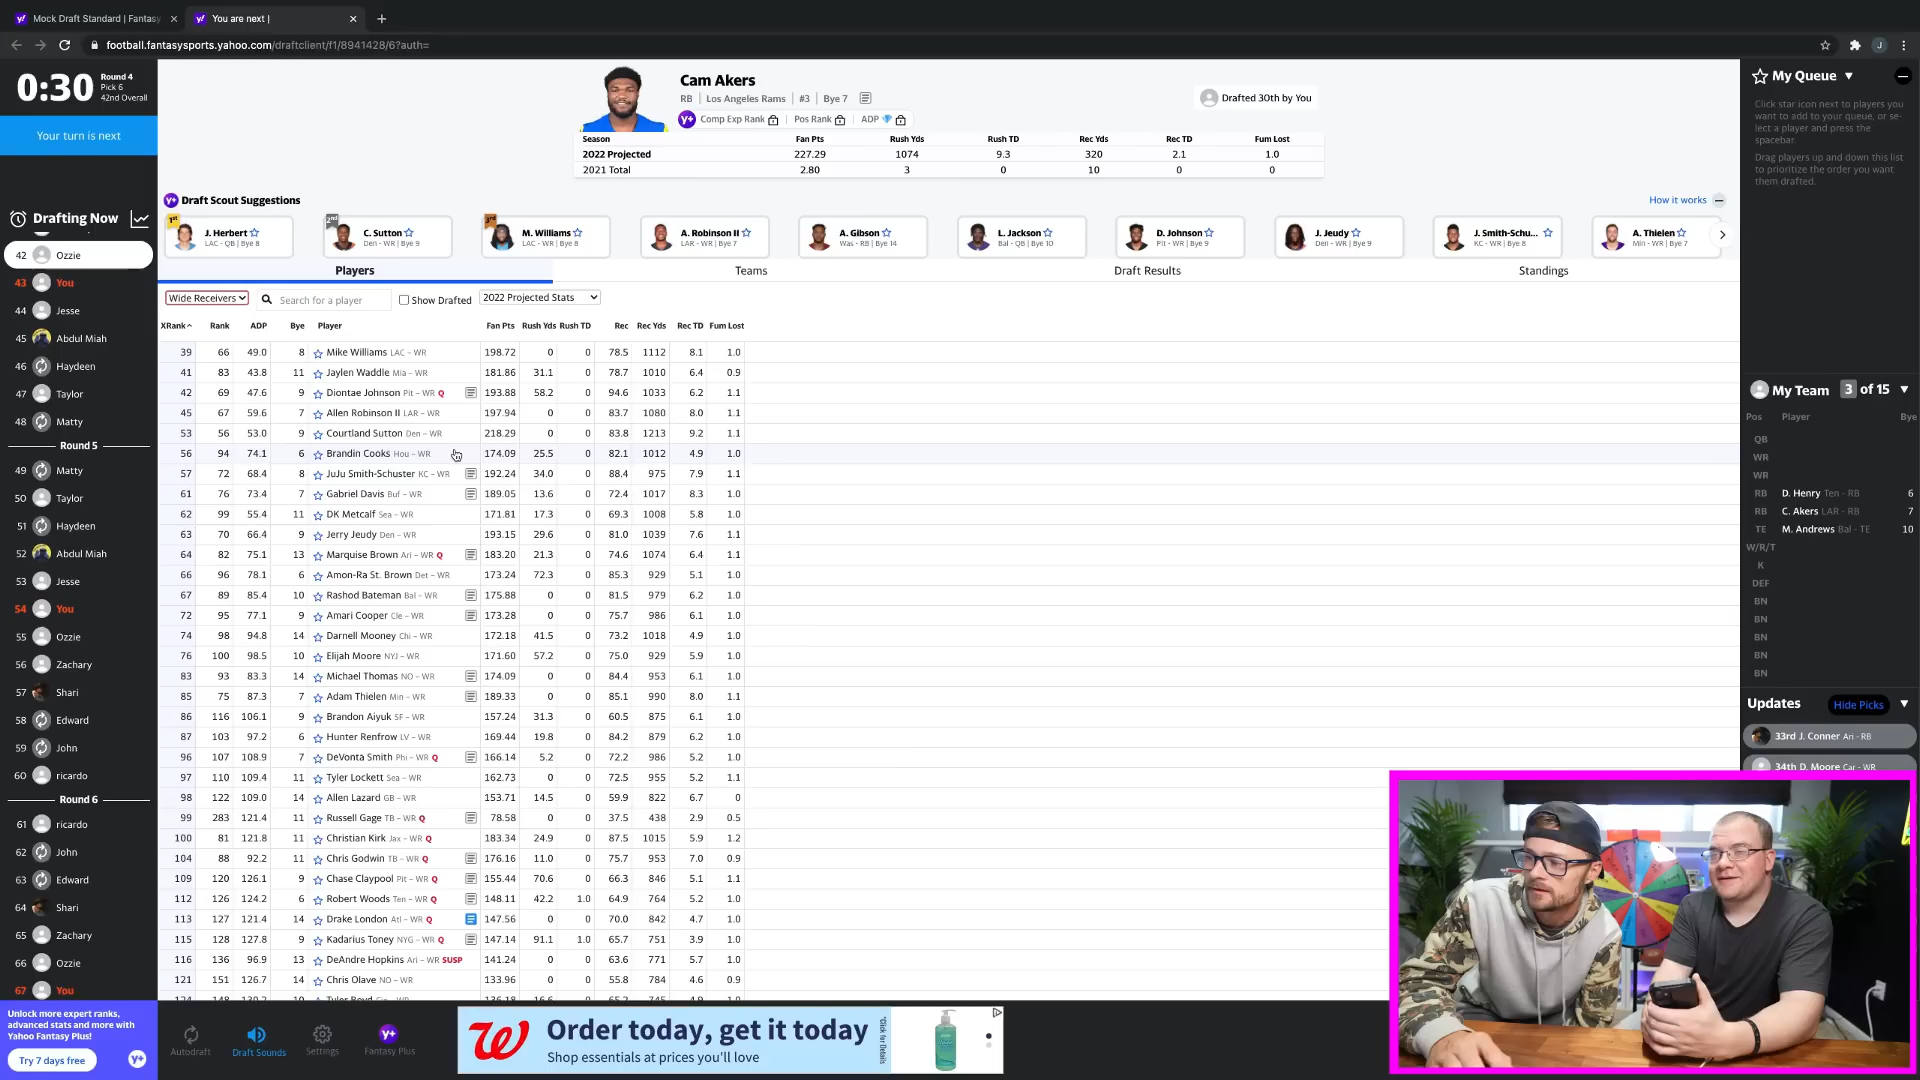 Mock Draft Standard | Fantasy
You are next |
football.fantasysports.yahoo.com/draftclient/f1/8941428/6?auth=
0:30
Round 4
Pick 6
42nd Overall
Your turn is next
Drafting Now
42 Ozzie
43 You
44 Jesse
45 Abdul Miah
46 Haydeen
47 Taylor
48 Matty
Round 5
49 Matty
50 Taylor
51 Haydeen
52 Abdul Miah
53 Jesse
54 You
55 Ozzie
56 Zachary
57 Shari
58 Edward
59 John
60 ricardo
Round 6
61 ricardo
62 John
63 Edward
64 Shari
65 Zachary
66 Ozzie
67 You
Unlock more expert ranks, advanced stats and more with Yahoo Fantasy Plus!
Try 7 days free
Y+
Cam Akers
RB | Los Angeles Rams | #3 | Bye 7
Y+ Comp Exp Rank Pos Rank ADP
Drafted 30th by You
Season Fan Pts Rush Yds Rush TD Rec Yds Rec TD Fum Lost
2022 Projected 227.29 1074 9.3 320 2.1 1.0
2021 Total 2.80 3 0 10 0 0
Y+ Draft Scout Suggestions
How it works
1st J. Herbert LAC - QB | Bye 8
2nd C. Sutton Den - WR | Bye 9
3rd M. Williams LAC - WR | Bye 8
A. Robinson II LAR - WR | Bye 7
A. Gibson Was - RB | Bye 14
L. Jackson Bal - QB | Bye 10
D. Johnson Pit - WR | Bye 9
J. Jeudy Den - WR | Bye 9
J. Smith-Schu... KC - WR | Bye 8
A. Thielen Min - WR | Bye 7
Players Teams Draft Results Standings
Wide Receivers Search for a player Show Drafted 2022 Projected Stats
XRank Rank ADP Bye Player Fan Pts Rush Yds Rush TD Rec Rec Yds Rec TD Fum Lost
39 66 49.0 8 Mike Williams LAC - WR 198.72 0 0 78.5 1112 8.1 1.0
41 83 43.8 11 Jaylen Waddle Mia - WR 181.86 31.1 0 78.7 1010 6.4 0.9
42 69 47.6 9 Diontae Johnson Pit - WR Q 193.88 58.2 0 94.6 1033 6.2 1.1
45 67 59.6 7 Allen Robinson II LAR - WR 197.94 0 0 83.7 1080 8.0 1.1
53 56 53.0 9 Courtland Sutton Den - WR 218.29 0 0 83.8 1213 9.2 1.1
56 94 74.1 6 Brandin Cooks Hou - WR 174.09 25.5 0 82.1 1012 4.9 1.0
57 72 68.4 8 JuJu Smith-Schuster KC - WR 192.24 34.0 0 88.4 975 7.9 1.1
61 76 73.4 7 Gabriel Davis Buf - WR 189.05 13.6 0 72.4 1017 8.3 1.0
62 99 55.4 11 DK Metcalf Sea - WR 171.81 17.3 0 69.3 1008 5.8 1.0
63 70 66.4 9 Jerry Jeudy Den - WR 193.15 29.6 0 81.0 1039 7.6 1.1
64 82 75.1 13 Marquise Brown Ari - WR Q 183.20 21.3 0 74.6 1074 6.4 1.1
66 96 78.1 6 Amon-Ra St. Brown Det - WR 173.24 72.3 0 85.3 929 5.1 1.0
67 89 85.4 10 Rashod Bateman Bal - WR 175.88 0 0 81.5 979 6.2 1.0
72 95 77.1 9 Amari Cooper Cle - WR 173.28 0 0 75.7 986 6.1 1.0
74 98 94.8 14 Darnell Mooney Chi - WR 172.18 41.5 0 73.2 1018 4.9 1.0
76 100 98.5 10 Elijah Moore NYJ - WR 171.60 57.2 0 75.0 929 5.9 1.0
83 93 83.3 14 Michael Thomas NO - WR 174.09 0 0 84.4 953 6.1 1.0
85 75 87.3 7 Adam Thielen Min - WR 189.33 0 0 85.1 990 8.0 1.1
86 116 106.1 9 Brandon Aiyuk SF - WR 157.24 31.3 0 60.5 875 6.1 1.0
87 103 97.2 6 Hunter Renfrow LV - WR 169.44 19.8 0 84.2 879 6.2 1.0
96 107 108.9 7 DeVonta Smith Phi - WR Q 166.14 5.2 0 72.2 986 5.2 1.0
97 110 109.4 11 Tyler Lockett Sea - WR 162.73 0 0 72.5 955 5.2 1.1
98 122 109.0 14 Allen Lazard GB - WR 153.71 14.5 0 59.9 822 6.7 0
99 283 121.4 11 Russell Gage TB - WR Q 78.58 0 0 37.5 438 2.9 0.5
100 81 121.8 11 Christian Kirk Jax - WR Q 183.34 24.9 0 87.5 1015 5.9 1.2
104 88 92.2 11 Chris Godwin TB - WR Q 176.16 11.0 0 75.7 953 7.0 0.9
109 120 126.1 9 Chase Claypool Pit - WR Q 155.44 70.6 0 66.3 846 5.1 1.1
112 126 124.2 6 Robert Woods Ten - WR Q 148.11 42.2 1.0 64.9 764 5.2 1.0
113 127 121.4 14 Drake London Atl - WR Q 147.56 0 0 70.0 842 4.7 1.0
115 128 127.8 9 Kadarius Toney NYG - WR Q 147.14 91.1 1.0 65.7 751 3.9 1.0
116 136 96.9 13 DeAndre Hopkins Ari - WR SUSP 141.24 0 0 63.6 771 5.7 1.0
121 151 126.7 14 Chris Olave NO - WR 133.96 0 0 55.8 784 4.6 0.9
My Queue
Click star icon next to players you want to add to your queue, or select a player and press the spacebar.
Drag players up and down this list to prioritize the order you want them drafted.
My Team 3 of 15
Pos Player Bye
QB
WR
WR
RB D. Henry Ten - RB 6
RB C. Akers LAR - RB 7
TE M. Andrews Bal - TE 10
W/R/T
K
DEF
BN
BN
BN
BN
BN
Updates Hide Picks
33rd J. Conner Ari - RB
34th D. Moore Car - WR
Autodraft
Draft Sounds
Settings
Fantasy Plus
Order today, get it today
Shop essentials at prices you'll love
*Click for Details